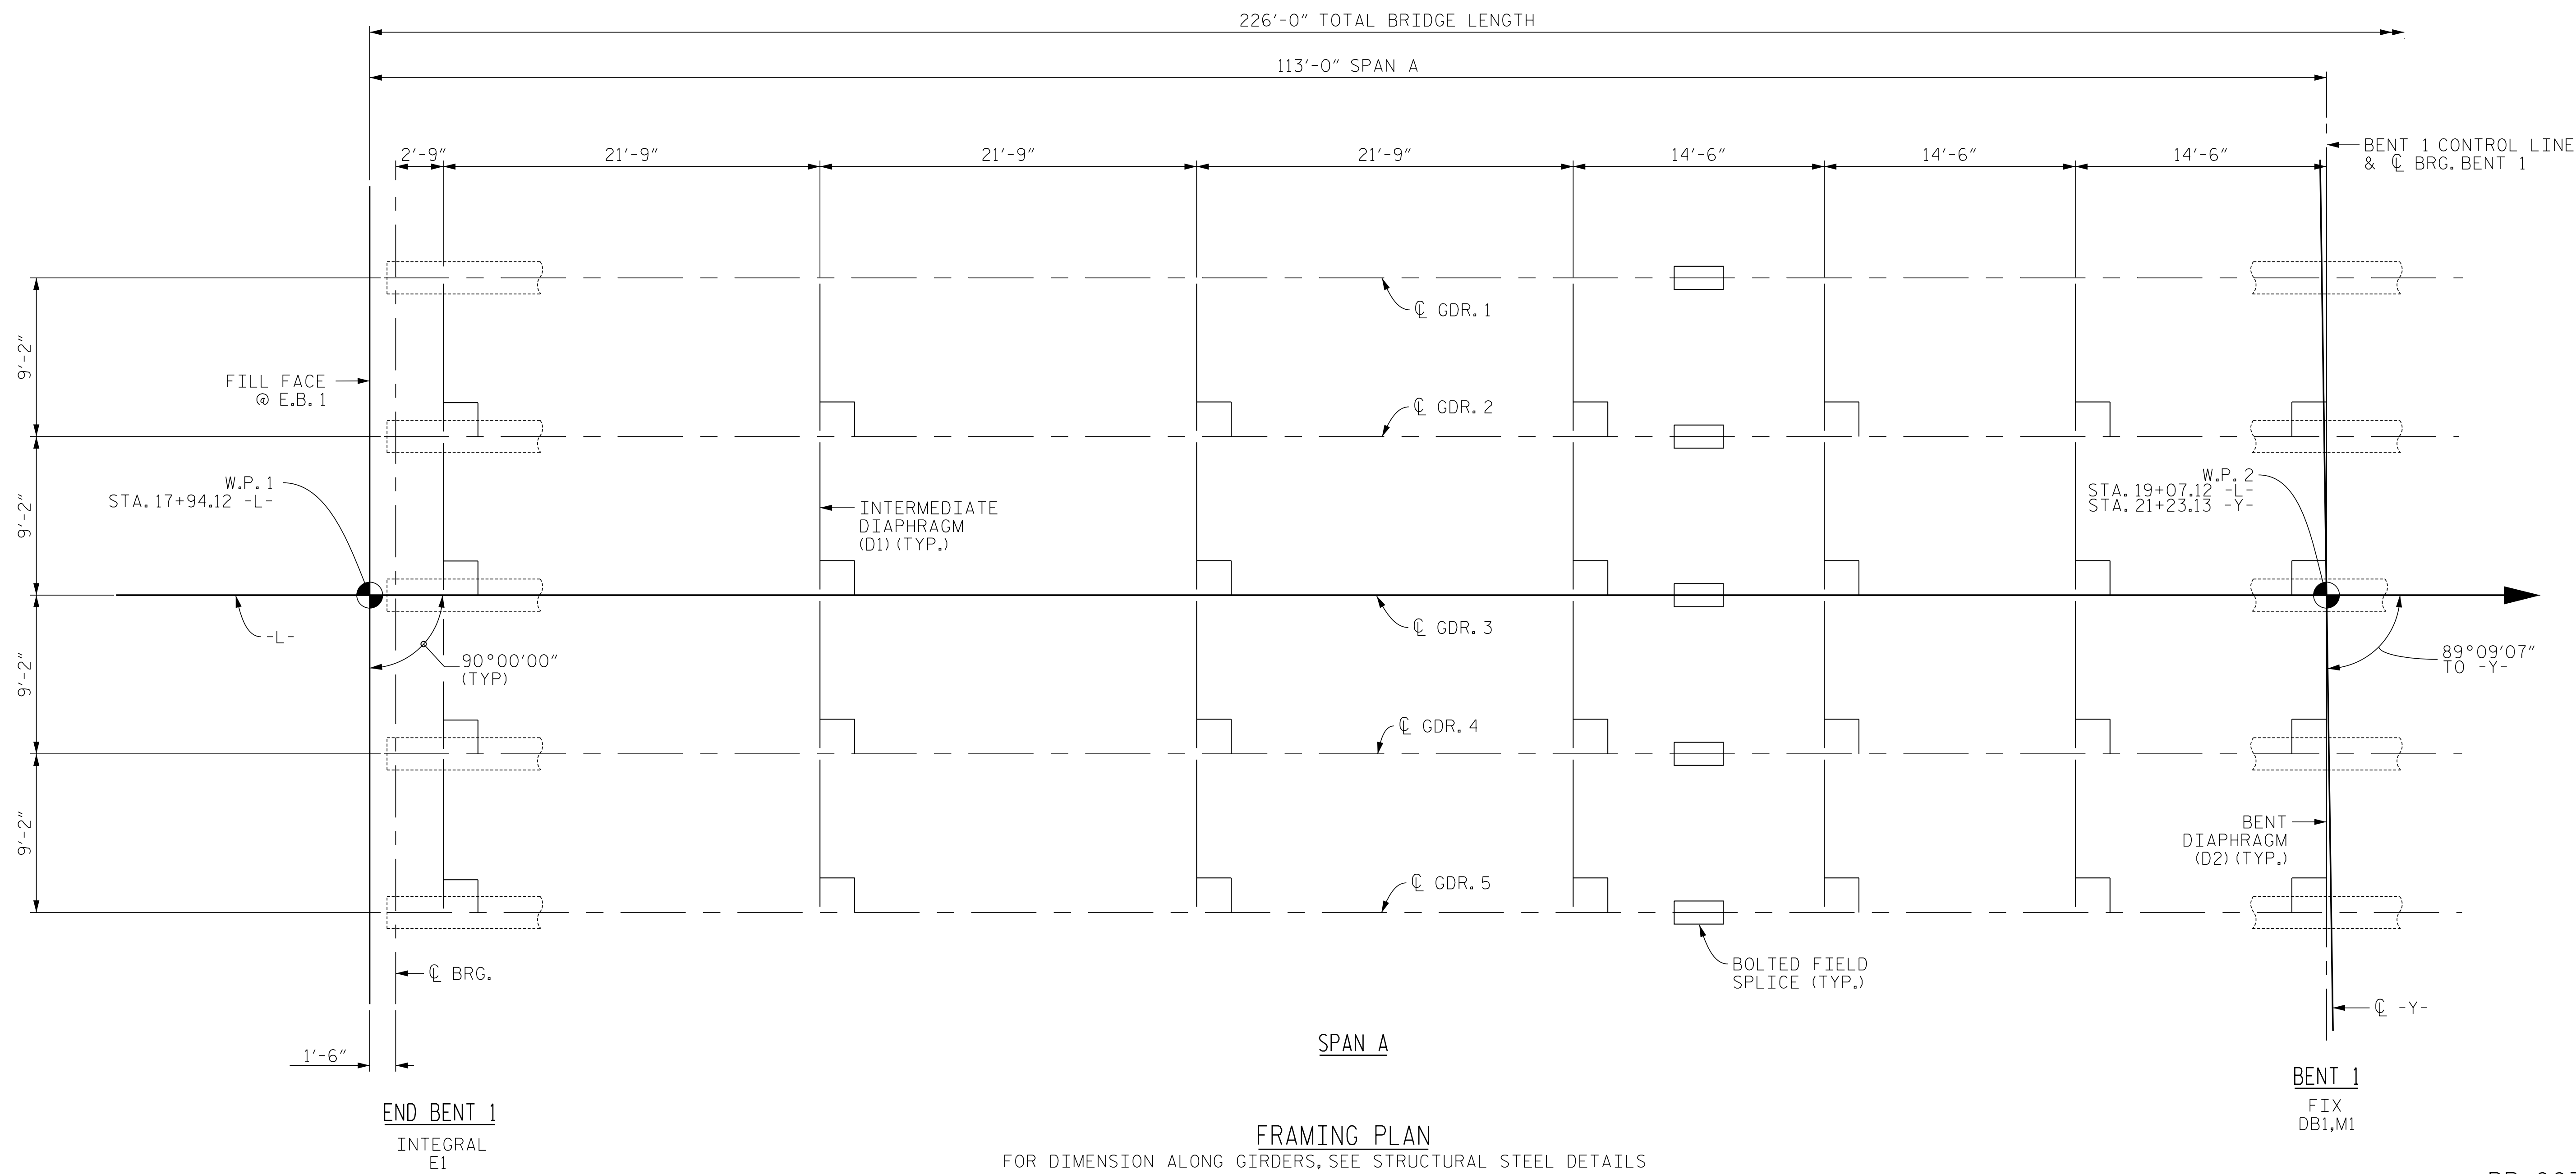 226'-0" TOTAL BRIDGE LENGTH
113'-0" SPAN A
2'-9"
21'-9"
21'-9"
21'-9"
14'-6"
14'-6"
14'-6"
BENT 1 CONTROL LINE
& ℄ BRG. BENT 1
℄ GDR. 1
9'-2"
FILL FACE
@ E.B. 1
℄ GDR. 2
W.P. 1
STA. 17+94.12 -L-
9'-2"
INTERMEDIATE
DIAPHRAGM
(D1) (TYP.)
W.P. 2
STA. 19+07.12 -L-
STA. 21+23.13 -Y-
-L-
℄ GDR. 3
90°00'00"
(TYP)
9'-2"
89°09'07"
TO -Y-
℄ GDR. 4
9'-2"
BENT
DIAPHRAGM
(D2) (TYP.)
℄ GDR. 5
℄ BRG.
BOLTED FIELD
SPLICE (TYP.)
℄ -Y-
1'-6"
SPAN A
BENT 1
FIX
DB1,M1
END BENT 1
INTEGRAL
E1
FRAMING PLAN
FOR DIMENSION ALONG GIRDERS, SEE STRUCTURAL STEEL DETAILS